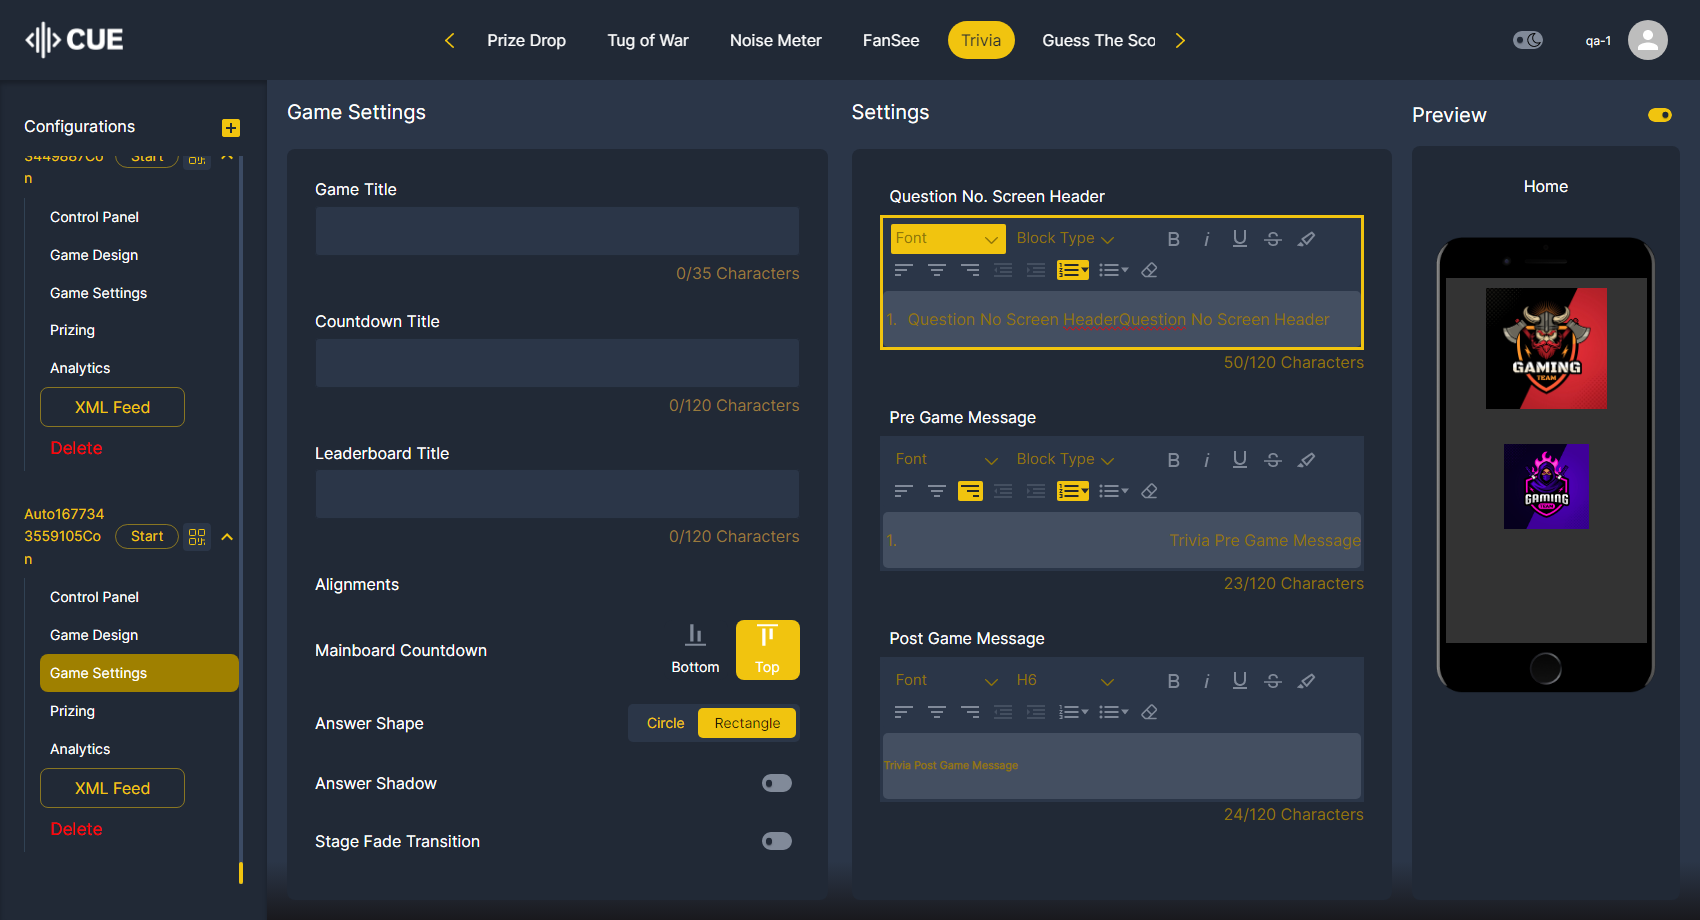 CUE
Prize Drop
Tug of War
Noise Meter
FanSee
Trivia
Guess The Sco
qa-1
Configurations
3449887Co
n
Start
Control Panel
Game Design
Game Settings
Prizing
Analytics
XML Feed
Delete
Auto167734
3559105Co
n
Start
Control Panel
Game Design
Game Settings
Prizing
Analytics
XML Feed
Delete
Game Settings
Game Title
0/35 Characters
Countdown Title
0/120 Characters
Leaderboard Title
0/120 Characters
Alignments
Mainboard Countdown
Bottom
Top
Answer Shape
Circle
Rectangle
Answer Shadow
Stage Fade Transition
Settings
Question No. Screen Header
Font
Block Type
B i U S
1. Question No Screen HeaderQuestion No Screen Header
50/120 Characters
Pre Game Message
Font
Block Type
B i U S
1. Trivia Pre Game Message
23/120 Characters
Post Game Message
Font
H6
B i U S
Trivia Post Game Message
24/120 Characters
Preview
Home
GAMING
TEAM
GAMING
TEAM